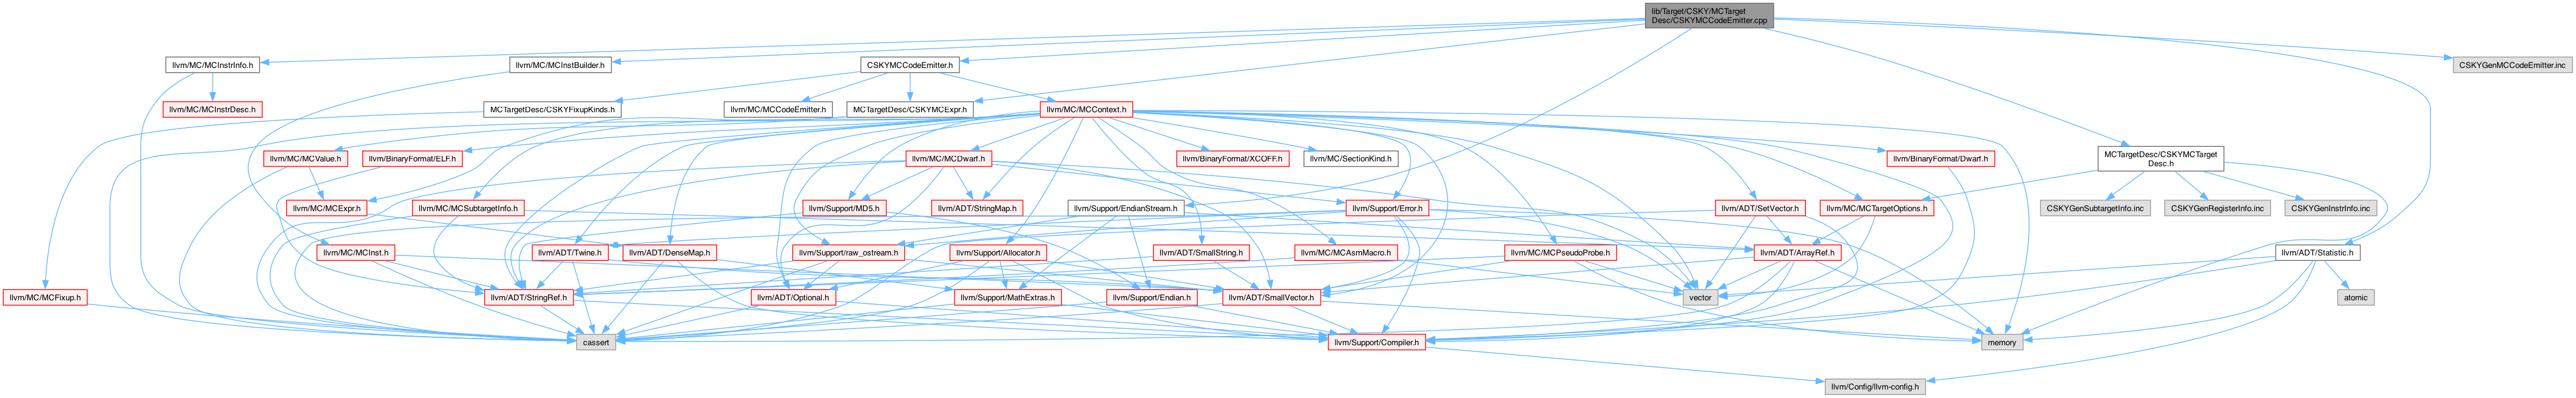 lib/Target/CSKY/MCTarget
Desc/CSKYMCCodeEmitter.cpp
llvm/MC/MCInstrInfo.h
llvm/MC/MCInstBuilder.h
CSKYMCCodeEmitter.h
CSKYGenMCCodeEmitter.inc
llvm/MC/MCInstrDesc.h
MCTargetDesc/CSKYFixupKinds.h
llvm/MC/MCCodeEmitter.h
MCTargetDesc/CSKYMCExpr.h
llvm/MC/MCContext.h
llvm/MC/MCValue.h
llvm/BinaryFormat/ELF.h
llvm/MC/MCDwarf.h
llvm/BinaryFormat/XCOFF.h
llvm/MC/SectionKind.h
llvm/BinaryFormat/Dwarf.h
MCTargetDesc/CSKYMCTarget
Desc.h
llvm/MC/MCExpr.h
llvm/MC/MCSubtargetInfo.h
llvm/Support/MD5.h
llvm/ADT/StringMap.h
llvm/Support/EndianStream.h
llvm/Support/Error.h
llvm/ADT/SetVector.h
llvm/MC/MCTargetOptions.h
CSKYGenSubtargetInfo.inc
CSKYGenRegisterInfo.inc
CSKYGenInstrInfo.inc
llvm/MC/MCInst.h
llvm/ADT/Twine.h
llvm/ADT/DenseMap.h
llvm/Support/raw_ostream.h
llvm/Support/Allocator.h
llvm/ADT/SmallString.h
llvm/MC/MCAsmMacro.h
llvm/MC/MCPseudoProbe.h
llvm/ADT/ArrayRef.h
llvm/ADT/Statistic.h
llvm/MC/MCFixup.h
llvm/ADT/StringRef.h
llvm/ADT/Optional.h
llvm/Support/MathExtras.h
llvm/Support/Endian.h
llvm/ADT/SmallVector.h
vector
atomic
cassert
llvm/Support/Compiler.h
memory
llvm/Config/llvm-config.h